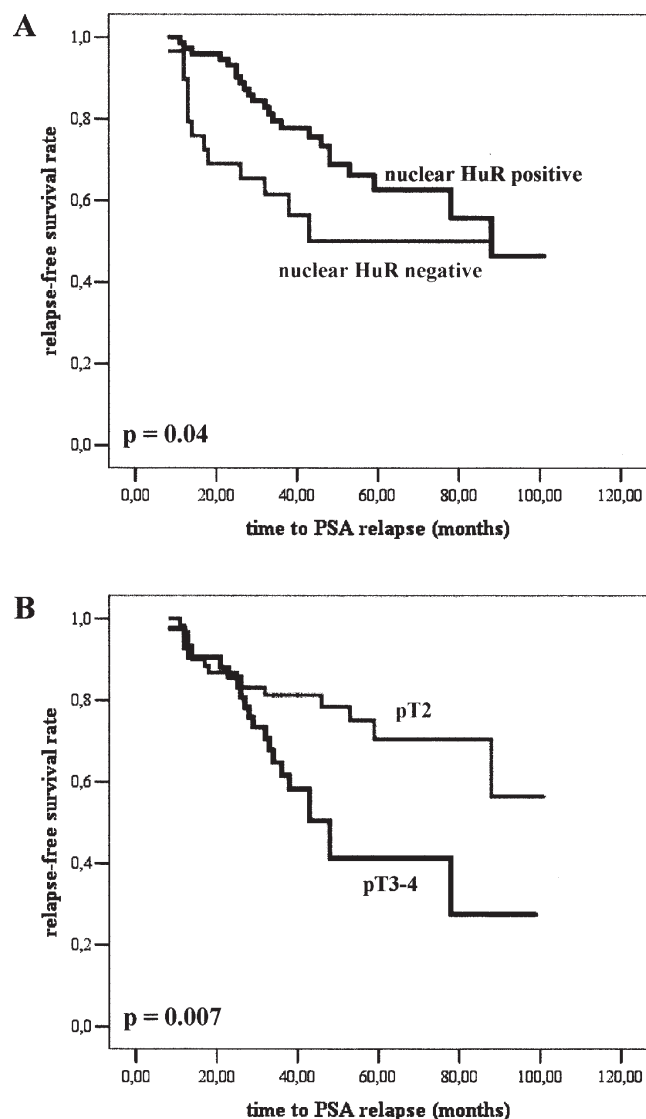 A
relapse-free survival rate
1,0
0,8
0,6
0,4
0,2
0,0
nuclear HuR positive
nuclear HuR negative
p = 0.04
0,00 20,00 40,00 60,00 80,00 100,00 120,00
time to PSA relapse (months)
B
relapse-free survival rate
1,0
0,8
0,6
0,4
0,2
0,0
pT2
pT3-4
p = 0.007
0,00 20,00 40,00 60,00 80,00 100,00 120,00
time to PSA relapse (months)